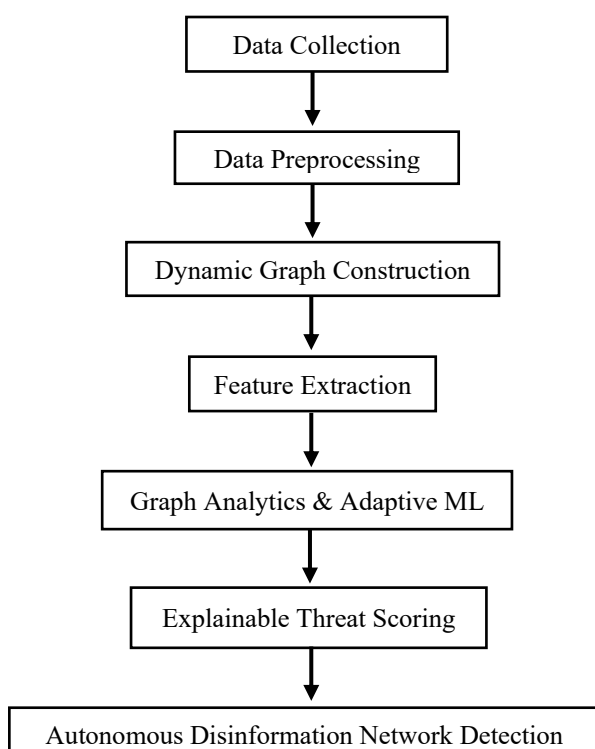 Data Collection
Data Preprocessing
Dynamic Graph Construction
Feature Extraction
Graph Analytics & Adaptive ML
Explainable Threat Scoring
Autonomous Disinformation Network Detection